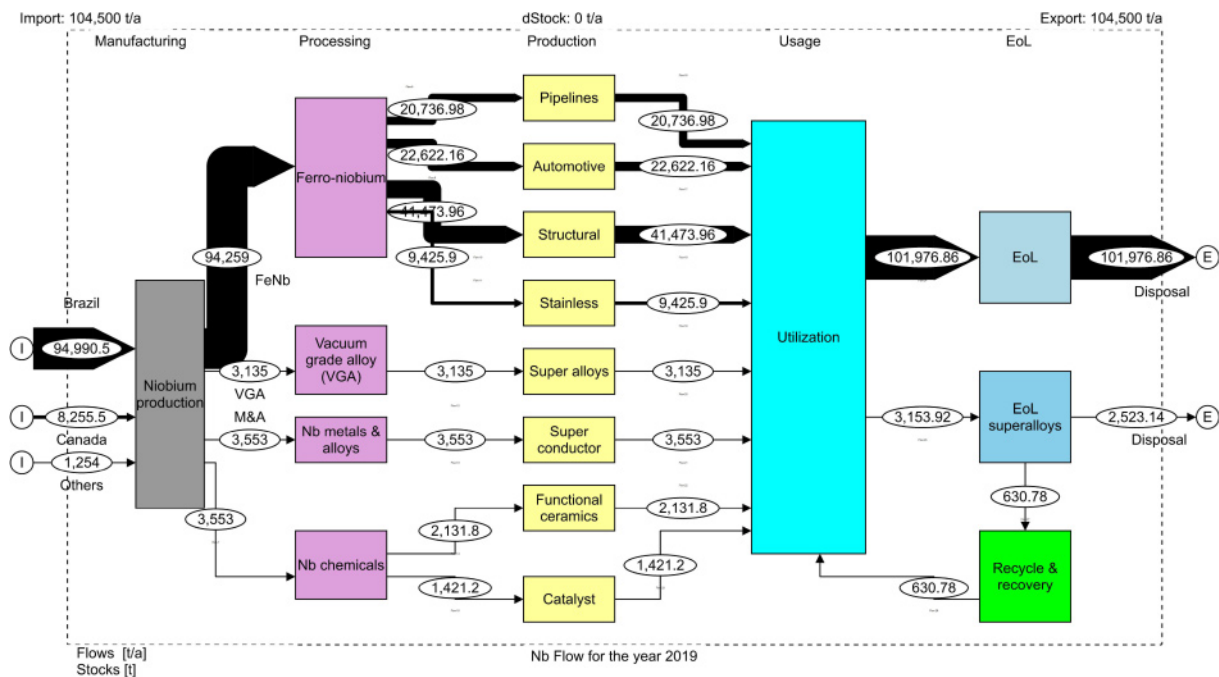 Import: 104,500 t/a
dStock: 0 t/a
Export: 104,500 t/a
Manufacturing
Processing
Production
Usage
EoL
Brazil
I
94,990.5
I
8,255.5
Canada
I
1,254
Others
Niobium
production
94,259
FeNb
3,135
VGA
M&A
3,553
3,553
Ferro-niobium
Vacuum
grade alloy
(VGA)
Nb metals &
alloys
Nb chemicals
20,736.98
22,622.16
41,473.96
9,425.9
3,135
3,553
2,131.8
1,421.2
Pipelines
Automotive
Structural
Stainless
Super alloys
Super
conductor
Functional
ceramics
Catalyst
20,736.98
22,622.16
41,473.96
9,425.9
3,135
3,553
2,131.8
1,421.2
Utilization
101,976.86
3,153.92
EoL
101,976.86
E
Disposal
EoL
superalloys
2,523.14
E
Disposal
630.78
Recycle &
recovery
630.78
Flows [t/a]
Stocks [t]
Nb Flow for the year 2019